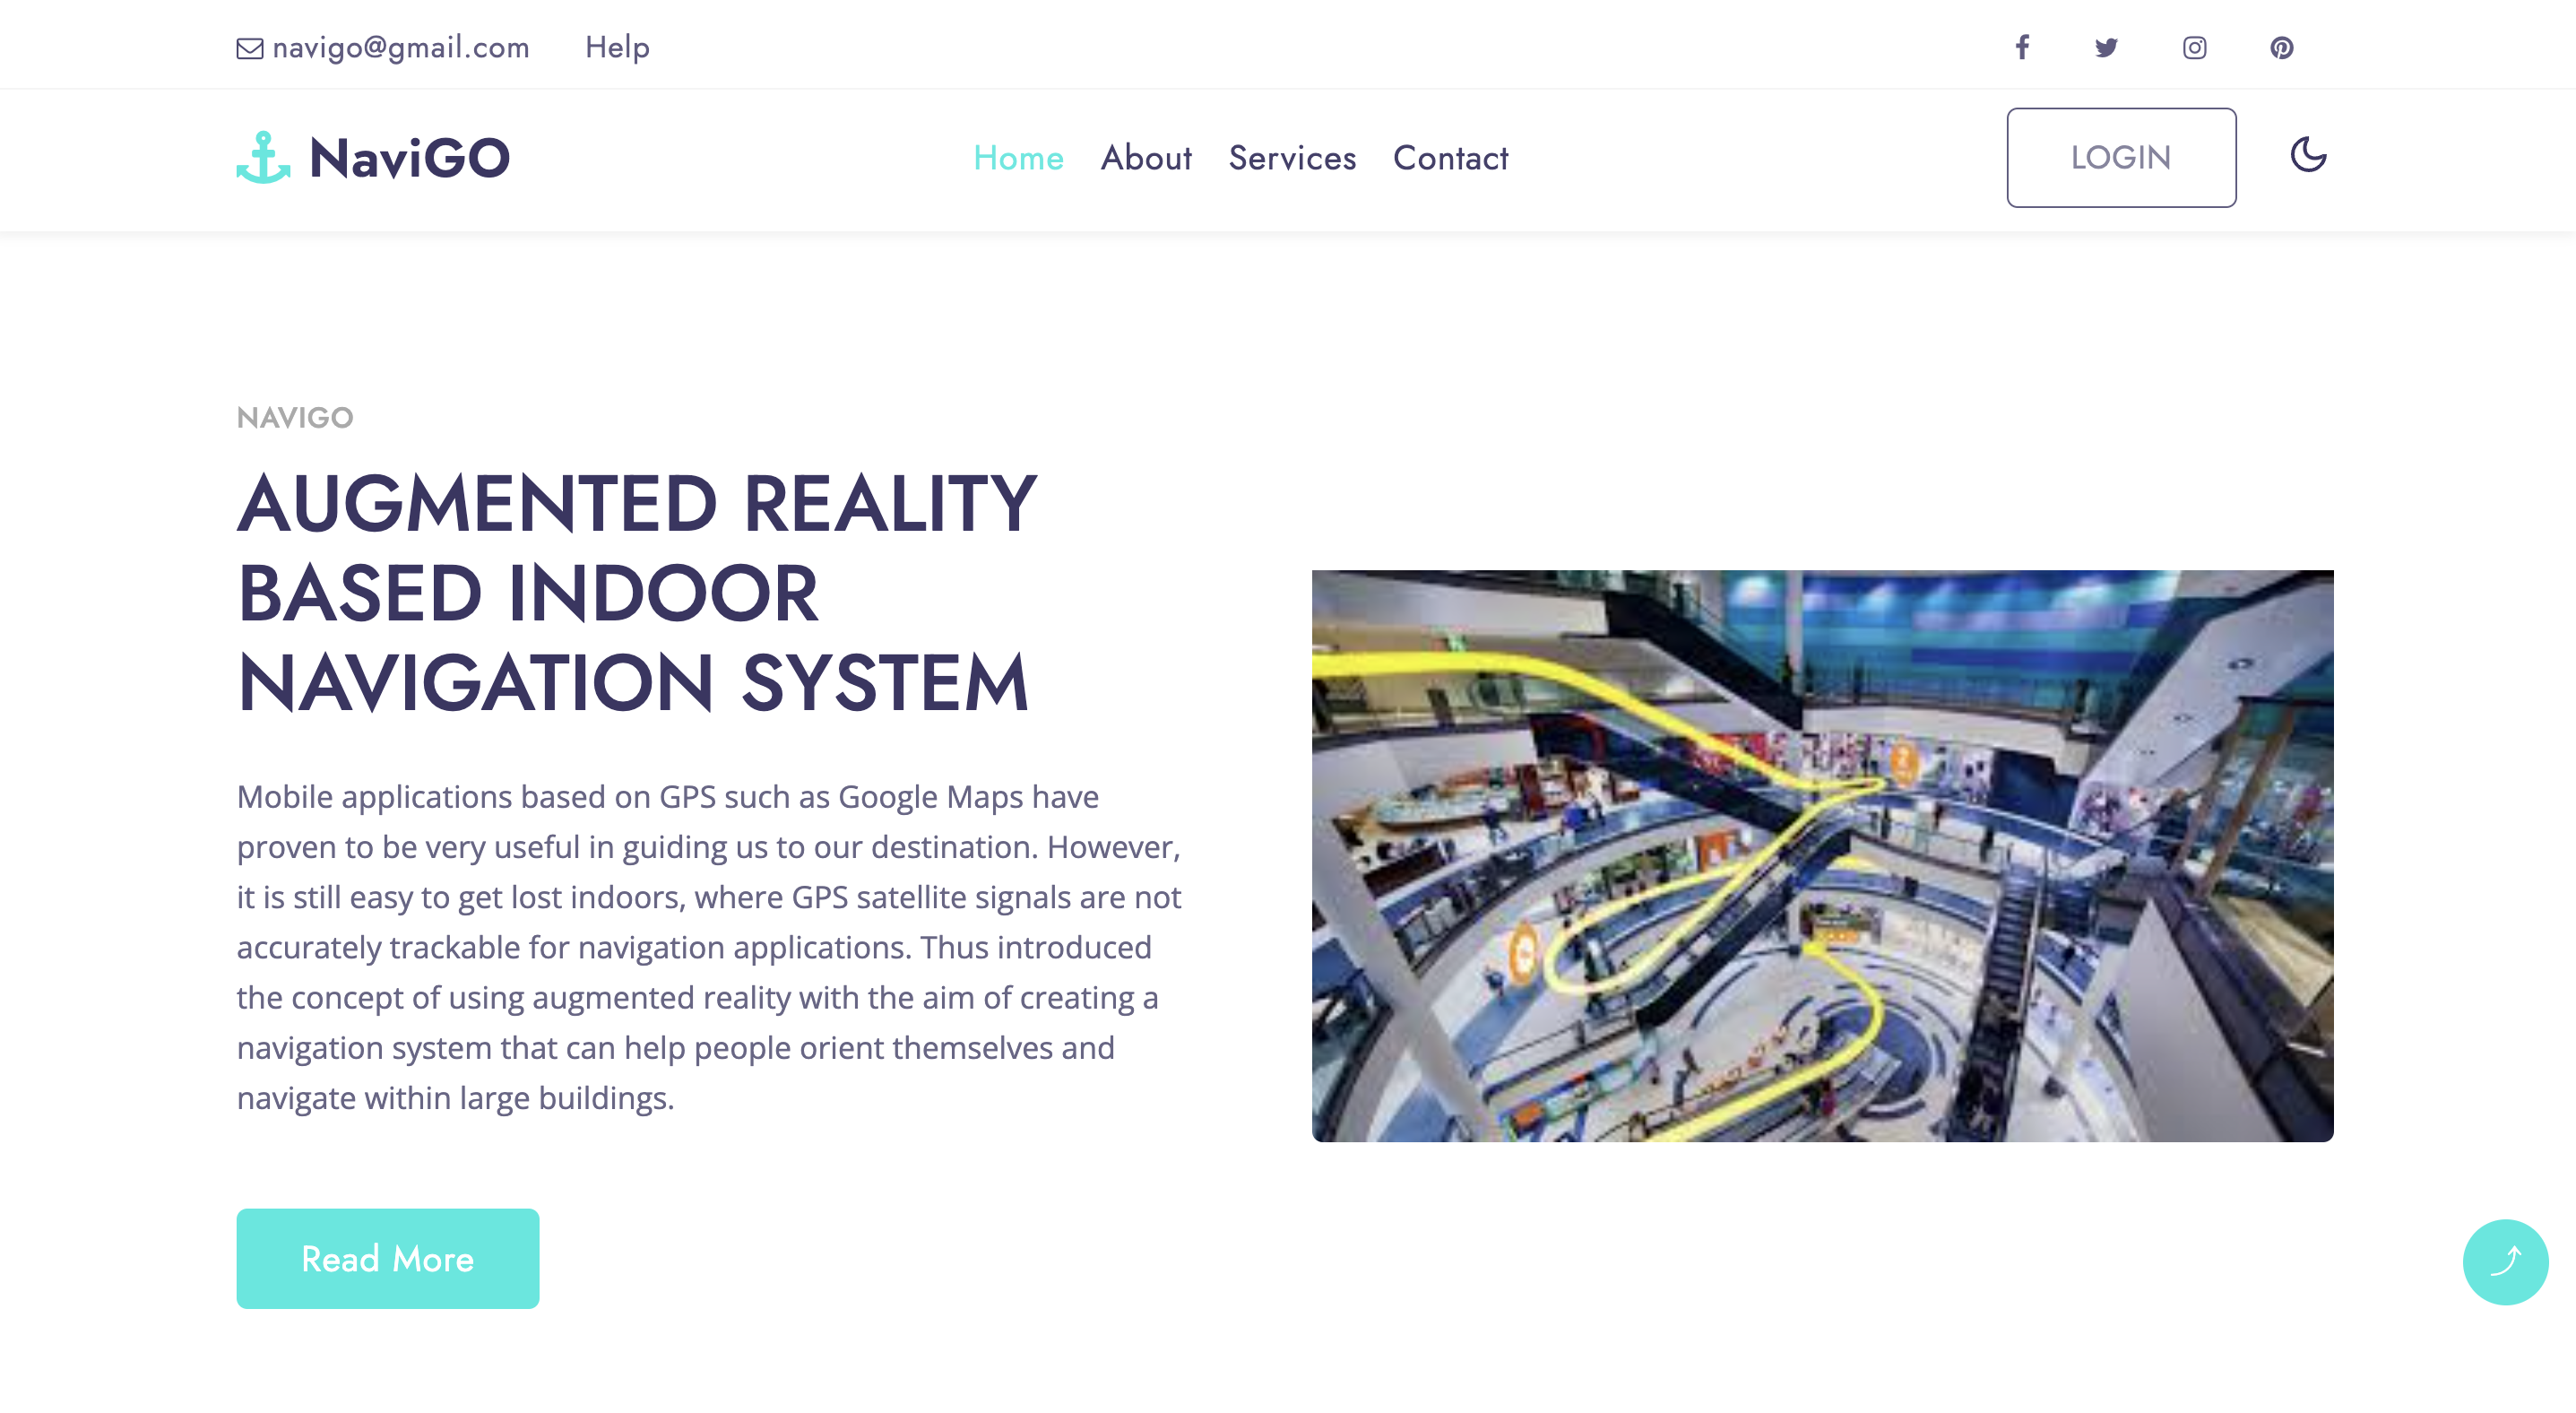 navigo@gmail.com Help
NaviGO Home About Services Contact LOGIN
NAVIGO
AUGMENTED REALITY
BASED INDOOR
NAVIGATION SYSTEM
Mobile applications based on GPS such as Google Maps have
proven to be very useful in guiding us to our destination. However,
it is still easy to get lost indoors, where GPS satellite signals are not
accurately trackable for navigation applications. Thus introduced
the concept of using augmented reality with the aim of creating a
navigation system that can help people orient themselves and
navigate within large buildings.
Read More